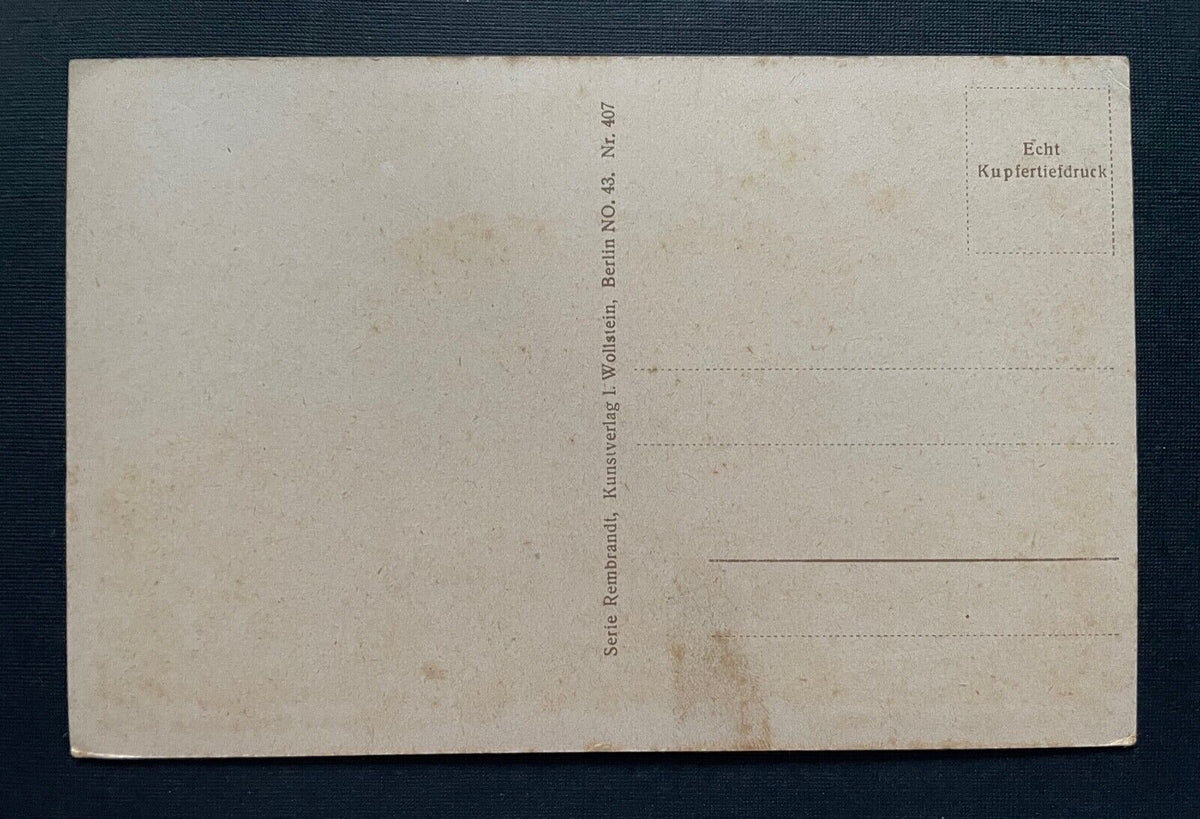 Serie Rembrandt, Kunstverlag I. Wollstein, Berlin NO. 43. Nr. 407
Echt
Kupfertiefdruck